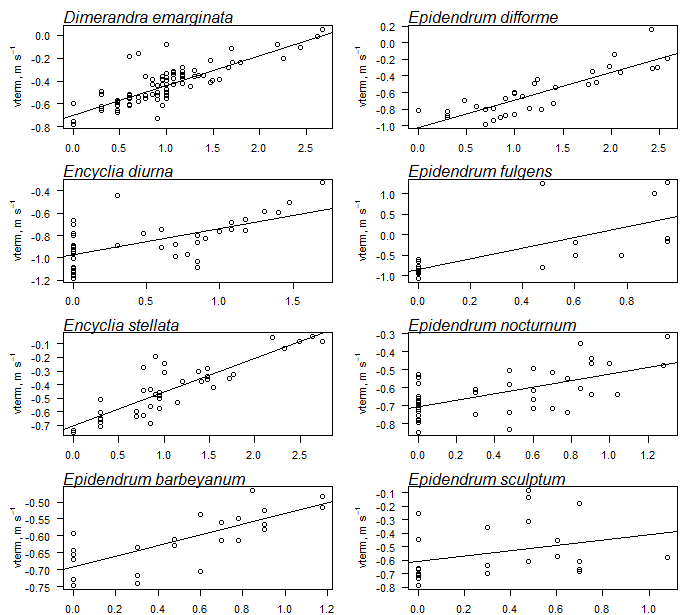 Dimerandra emarginata
vterm, m s⁻¹
0.0
-0.2
-0.4
-0.6
-0.8
0.0 0.5 1.0 1.5 2.0 2.5
Epidendrum difforme
vterm, m s⁻¹
0.2
0.0
-0.2
-0.4
-0.6
-0.8
-1.0
0.0 0.5 1.0 1.5 2.0 2.5
Encyclia diurna
vterm, m s⁻¹
-0.4
-0.6
-0.8
-1.0
-1.2
0.0 0.5 1.0 1.5
Epidendrum fulgens
vterm, m s⁻¹
1.0
0.5
0.0
-0.5
-1.0
0.0 0.2 0.4 0.6 0.8
Encyclia stellata
vterm, m s⁻¹
-0.1
-0.2
-0.3
-0.4
-0.5
-0.6
-0.7
0.0 0.5 1.0 1.5 2.0 2.5
Epidendrum nocturnum
vterm, m s⁻¹
-0.3
-0.4
-0.5
-0.6
-0.7
-0.8
0.0 0.2 0.4 0.6 0.8 1.0 1.2
Epidendrum barbeyanum
vterm, m s⁻¹
-0.50
-0.55
-0.60
-0.65
-0.70
-0.75
0.0 0.2 0.4 0.6 0.8 1.0 1.2
Epidendrum sculptum
vterm, m s⁻¹
-0.1
-0.2
-0.3
-0.4
-0.5
-0.6
-0.7
-0.8
0.0 0.2 0.4 0.6 0.8 1.0